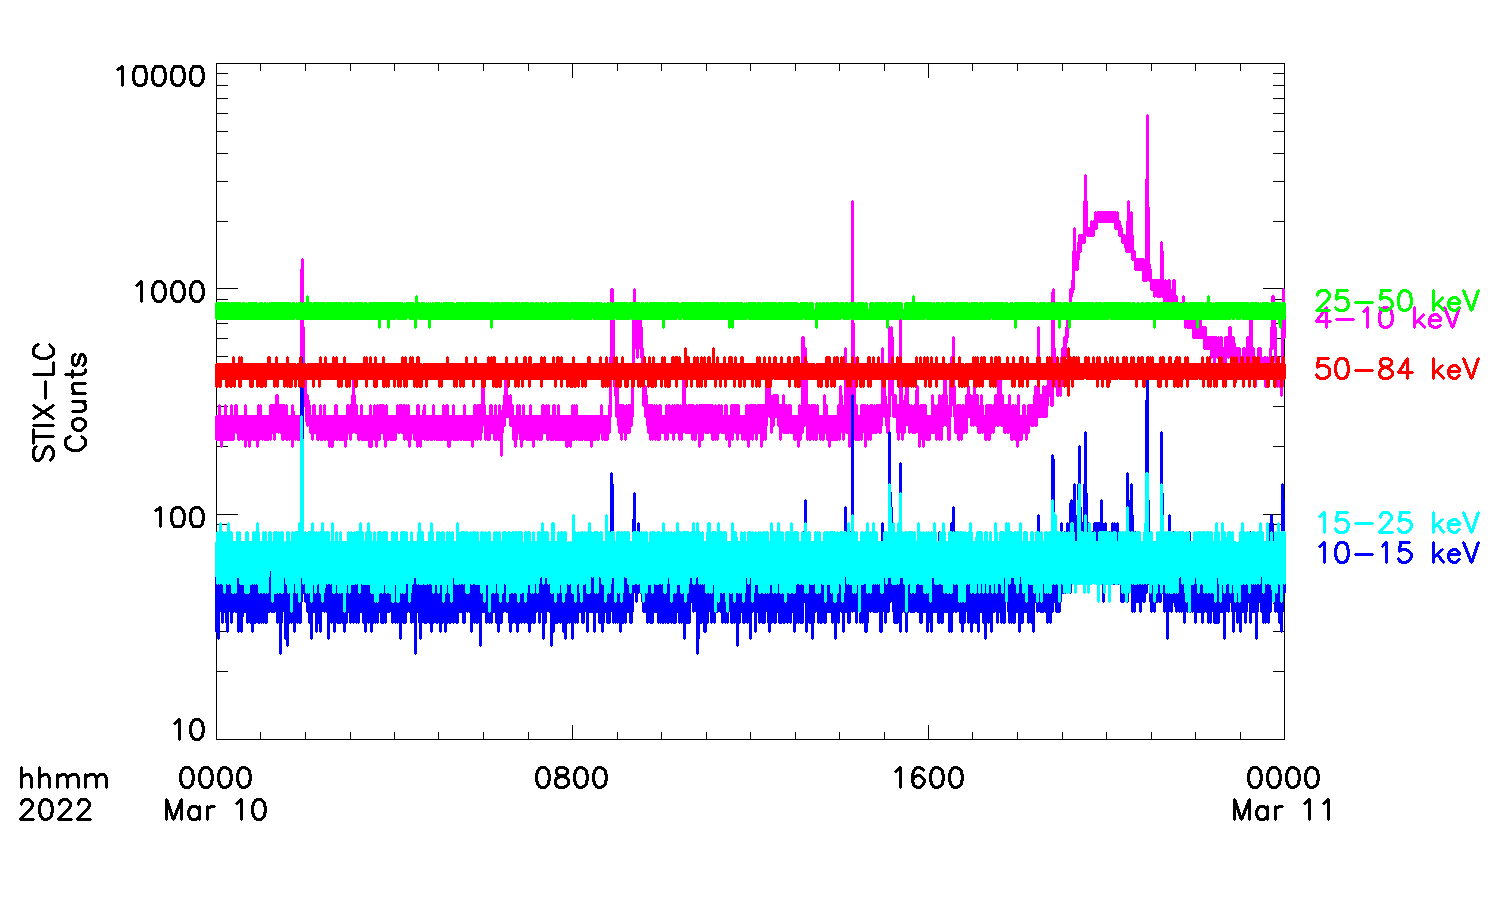 10000
1000
100
10
STIX-LC
Counts
25-50 keV
4-10 keV
50-84 keV
15-25 keV
10-15 keV
hhmm 0000 0800 1600 0000
2022 Mar 10 Mar 11